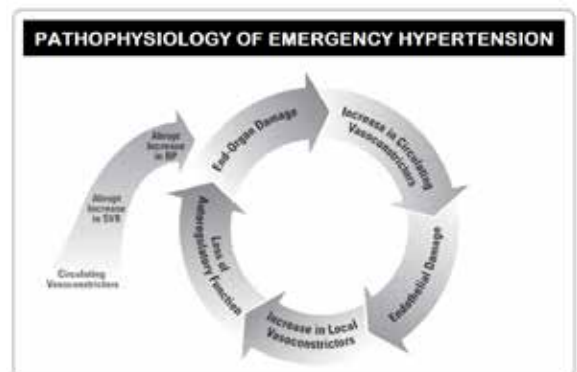 PATHOPHYSIOLOGY OF EMERGENCY HYPERTENSION
Circulating
Vasoconstrictors
Abrupt
Increase
in SVR
Abrupt
Increase
in BP
End-Organ Damage
Increase in Circulating
Vasoconstrictors
Endothelial Damage
Increase in Local
Vasoconstrictors
Loss of
Autoregulatory Function